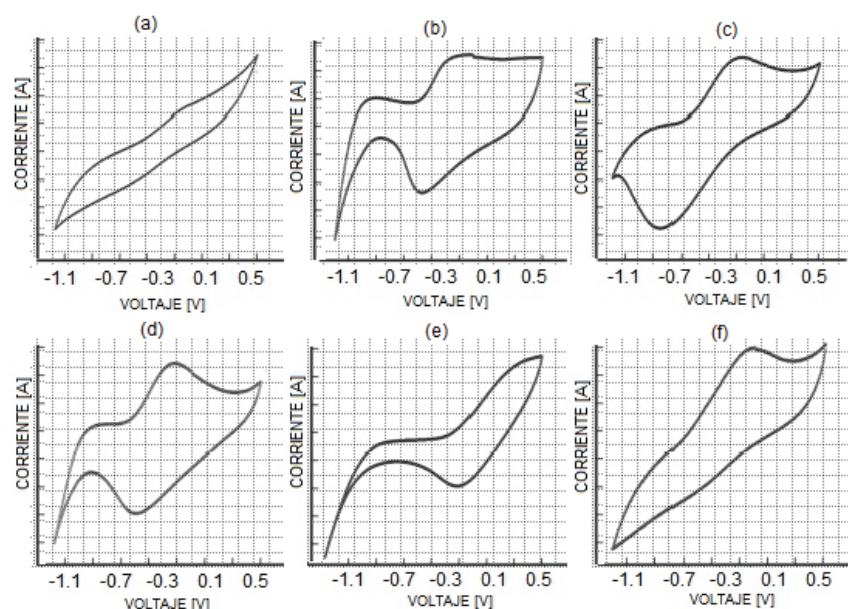 (a) (b) (c)
CORRIENTE [A] CORRIENTE [A] CORRIENTE [A]
-1.1 -0.7 -0.3 0.1 0.5 -1.1 -0.7 -0.3 0.1 0.5 -1.1 -0.7 -0.3 0.1 0.5
VOLTAJE [V] VOLTAJE [V] VOLTAJE [V]
(d) (e) (f)
CORRIENTE [A] CORRIENTE [A] CORRIENTE [A]
-1.1 -0.7 -0.3 0.1 0.5 -1.1 -0.7 -0.3 0.1 0.5 -1.1 -0.7 -0.3 0.1 0.5
VOLTAJE [V] VOLTAJE [V] VOLTAJE [V]